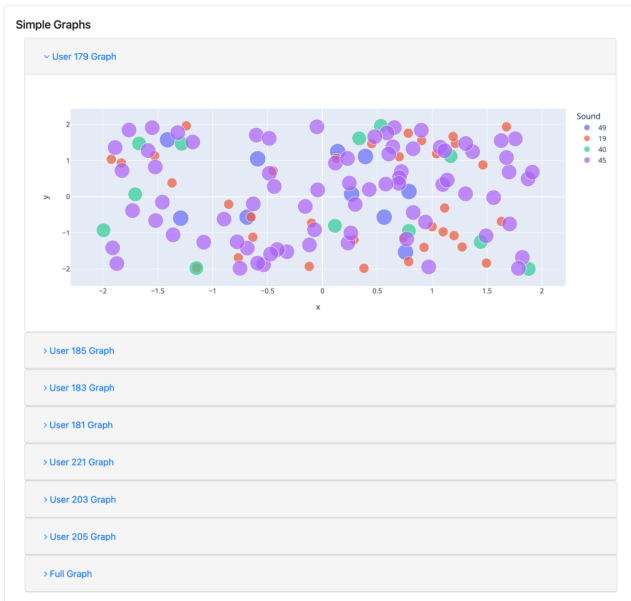 Simple Graphs
User 179 Graph
Sound
49
19
40
45
2
1
0
−1
−2
y
−2
−1.5
−1
−0.5
0
0.5
1
1.5
2
x
User 185 Graph
User 183 Graph
User 181 Graph
User 221 Graph
User 203 Graph
User 205 Graph
Full Graph